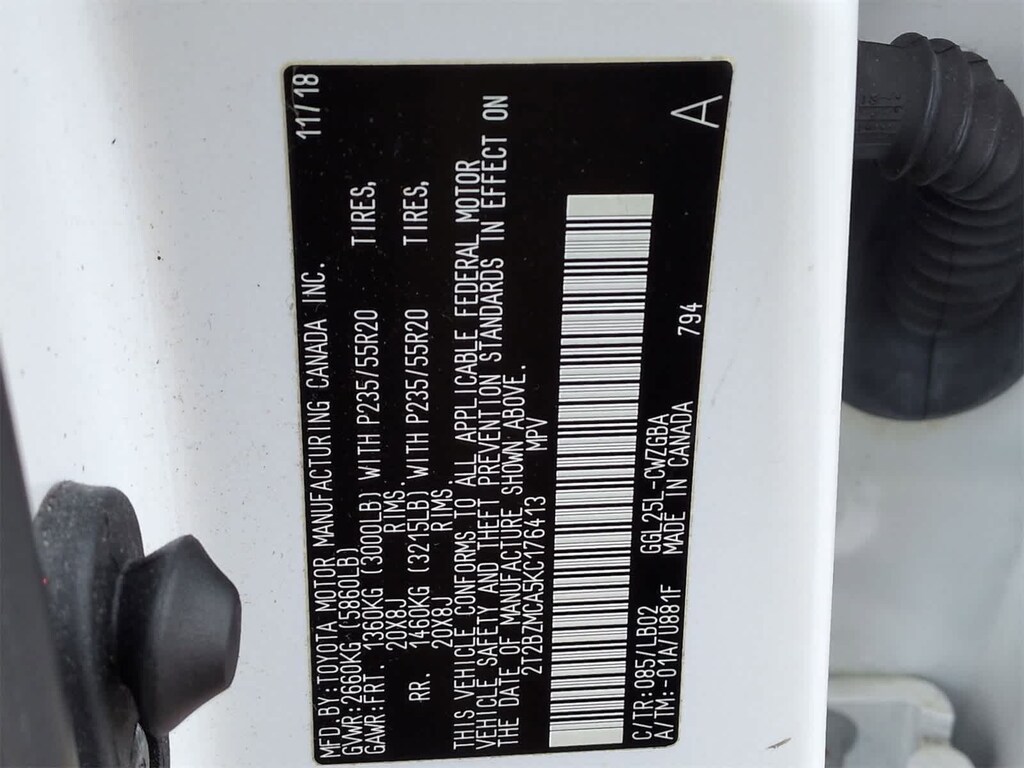 MFD.BY:TOYOTA MOTOR MANUFACTURING CANADA INC. 11/18
GVWR:2660KG (5860LB)
GAWR:FRT. 1360KG (3000LB) WITH P235/55R20 TIRES,
20X8J RIMS.
RR. 1460KG (3215LB) WITH P235/55R20 TIRES,
20X8J RIMS.
THIS VEHICLE CONFORMS TO ALL APPLICABLE FEDERAL MOTOR
VEHICLE SAFETY AND THEFT PREVENTION STANDARDS IN EFFECT ON
THE DATE OF MANUFACTURE SHOWN ABOVE.
2T2BZMCA5KC176413 MPV
C/TR:085/LB02 GGL25L-CWZGBA
A/TM:-01A/U881F MADE IN CANADA 794 A